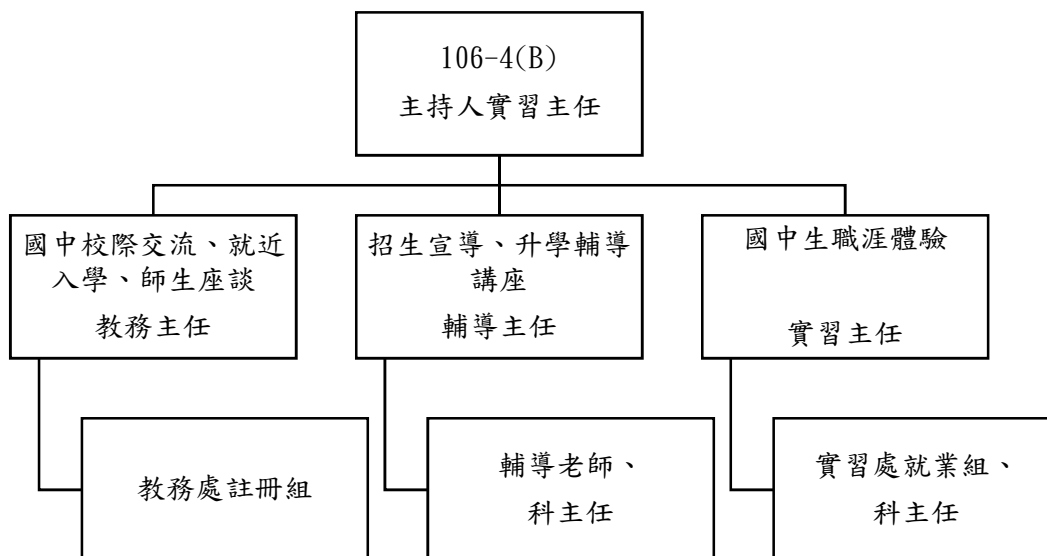 106-4(B)
主持人實習主任
國中校際交流、就近
入學、師生座談
教務主任
招生宣導、升學輔導
講座
輔導主任
國中生職涯體驗
實習主任
教務處註冊組
輔導老師、
科主任
實習處就業組、
科主任